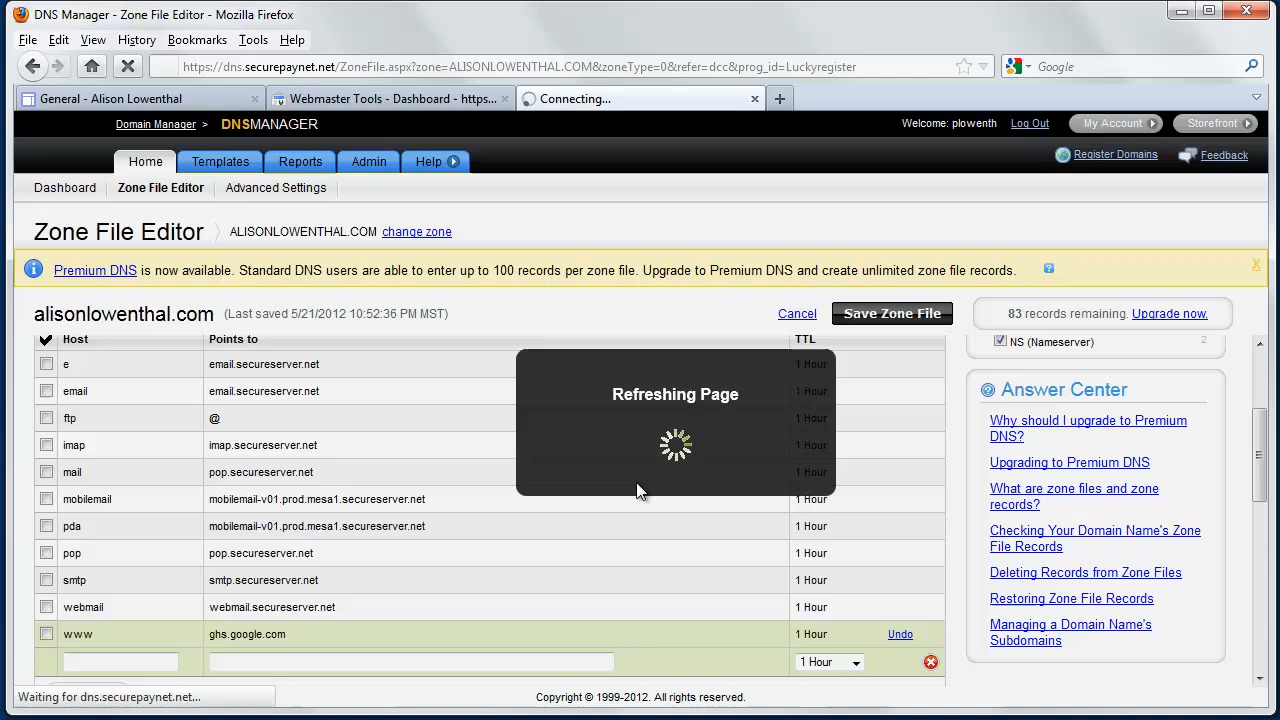 DNS Manager - Zone File Editor - Mozilla Firefox
File Edit View History Bookmarks Tools Help
https://dns.securepaynet.net/ZoneFile.aspx?zone=ALISONLOWENTHAL.COM&zoneType=0&refer=dcc&prog_id=Luckyregister
Google
General - Alison Lowenthal
Webmaster Tools - Dashboard - https...
Connecting...
Domain Manager > DNSMANAGER
Welcome: plowenth Log Out My Account Storefront
Home Templates Reports Admin Help
Register Domains Feedback
Dashboard Zone File Editor Advanced Settings
Zone File Editor ALISONLOWENTHAL.COM change zone
Premium DNS is now available. Standard DNS users are able to enter up to 100 records per zone file. Upgrade to Premium DNS and create unlimited zone file records. ? X
alisonlowenthal.com (Last saved 5/21/2012 10:52:36 PM MST) Cancel Save Zone File
83 records remaining. Upgrade now.
Host Points to TTL
e email.secureserver.net 1 Hour
email email.secureserver.net 1 Hour
ftp @ 1 Hour
imap imap.secureserver.net 1 Hour
mail pop.secureserver.net 1 Hour
mobilemail mobilemail-v01.prod.mesa1.secureserver.net 1 Hour
pda mobilemail-v01.prod.mesa1.secureserver.net 1 Hour
pop pop.secureserver.net 1 Hour
smtp smtp.secureserver.net 1 Hour
webmail webmail.secureserver.net 1 Hour
www ghs.google.com 1 Hour Undo
1 Hour
Refreshing Page
NS (Nameserver) 2
Answer Center
Why should I upgrade to Premium
DNS?
Upgrading to Premium DNS
What are zone files and zone
records?
Checking Your Domain Name's Zone
File Records
Deleting Records from Zone Files
Restoring Zone File Records
Managing a Domain Name's
Subdomains
Waiting for dns.securepaynet.net...
Copyright © 1999-2012. All rights reserved.